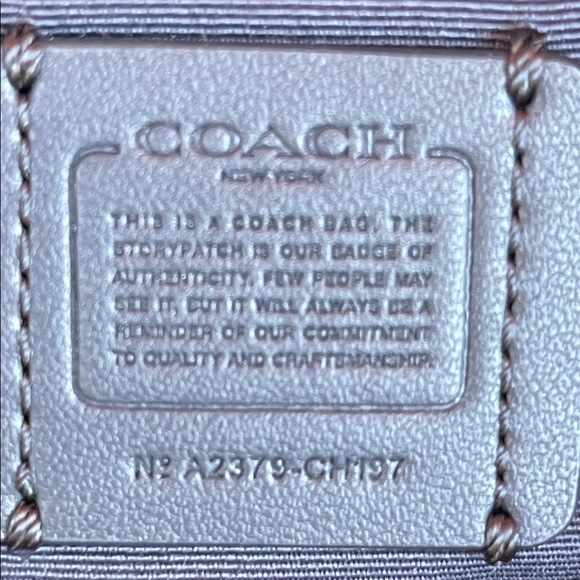 COACH
NEW YORK
THIS IS A COACH BAG. THE
STORYPATCH IS OUR BADGE OF
AUTHENTICITY. FEW PEOPLE MAY
SEE IT, BUT IT WILL ALWAYS BE A
REMINDER OF OUR COMMITMENT
TO QUALITY AND CRAFTSMANSHIP.
Nº A2379-CH197